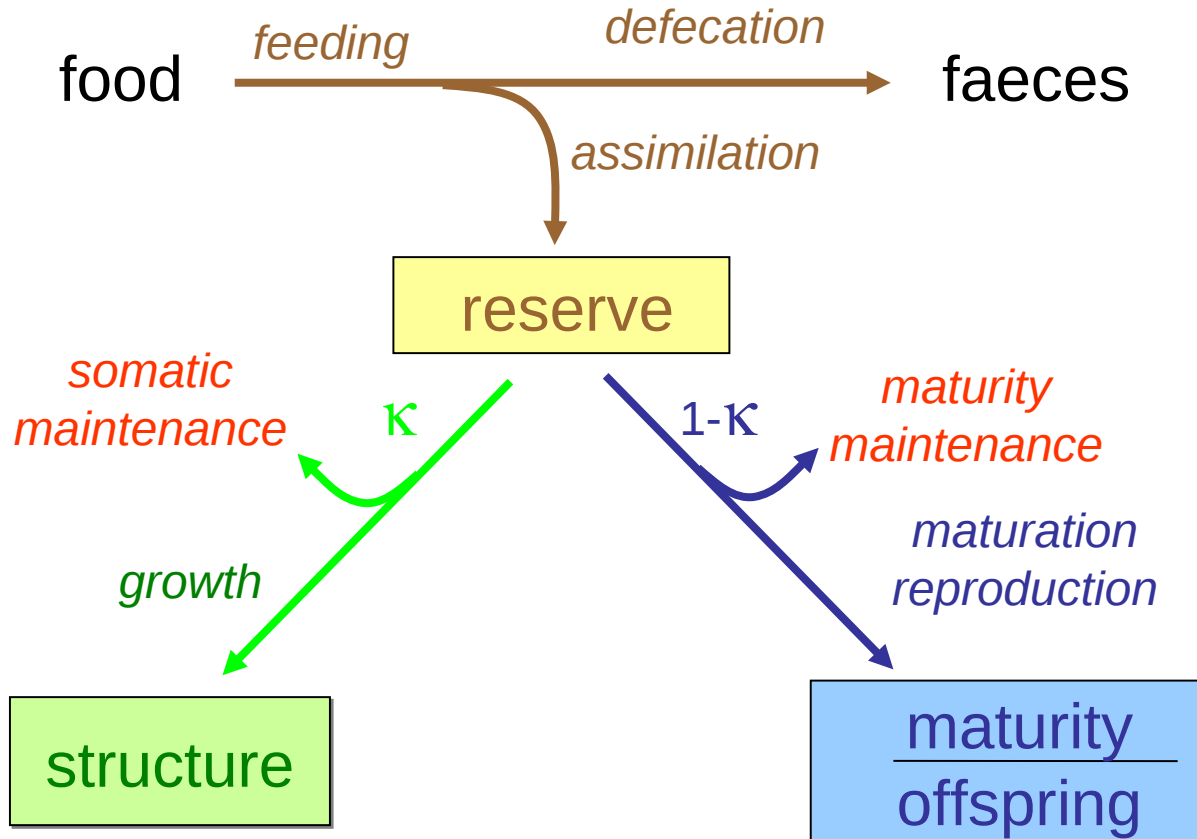 feeding
defecation
food
faeces
assimilation
reserve
somatic
maintenance
κ
1-κ
maturity
maintenance
growth
maturation
reproduction
structure
maturity
offspring